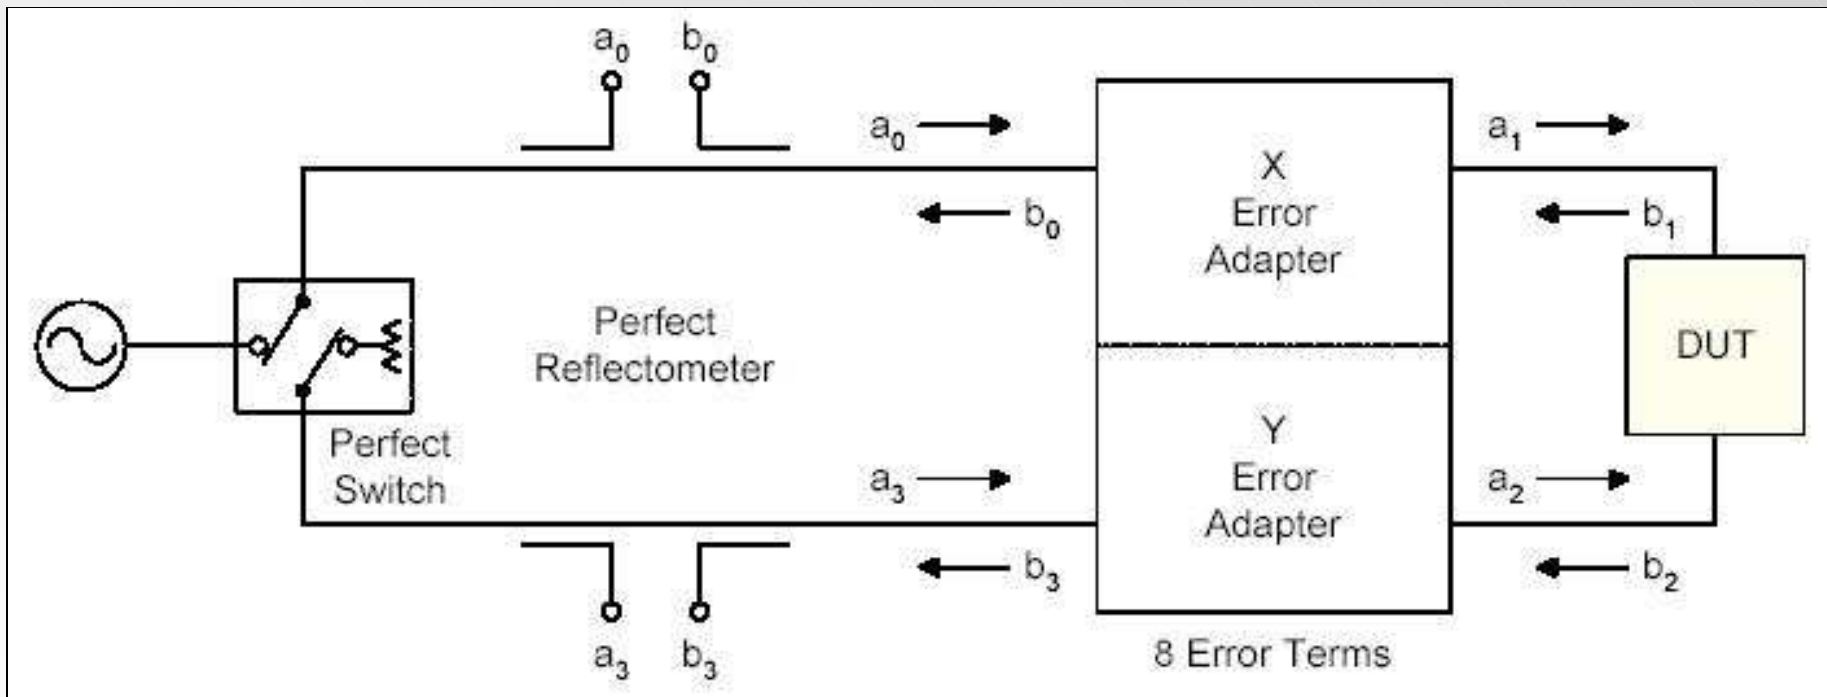 a₀ b₀
a₀
a₁
X
Error
Adapter
b₀
b₁
Perfect
Reflectometer
DUT
Perfect
Switch
Y
Error
Adapter
a₃
a₂
b₃
b₂
a₃ b₃
8 Error Terms